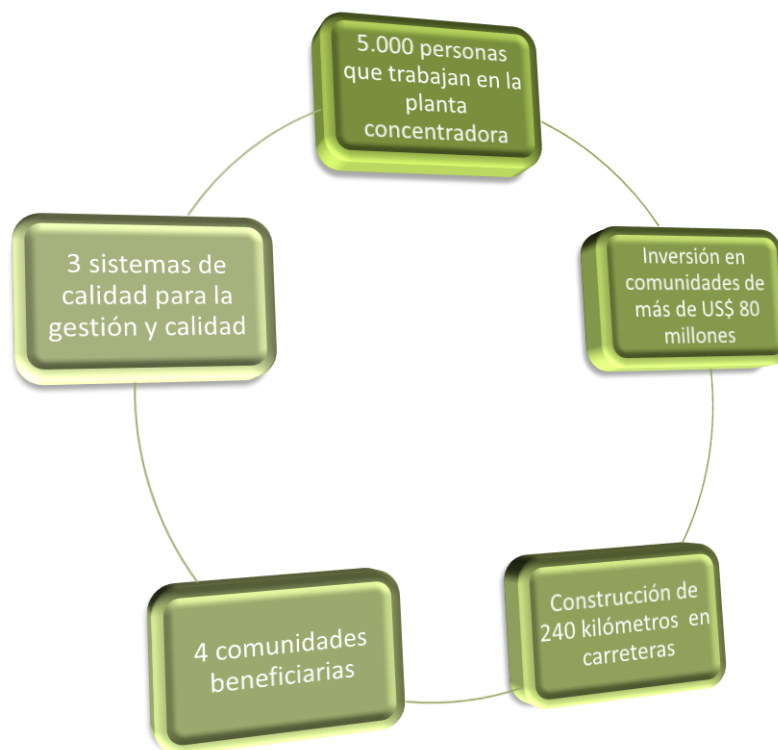 5.000 personas
que trabajan en la
planta
concentradora
Inversión en
comunidades de
más de US$ 80
millones
Construcción de
240 kilómetros en
carreteras
4 comunidades
beneficiarias
3 sistemas de
calidad para la
gestión y calidad